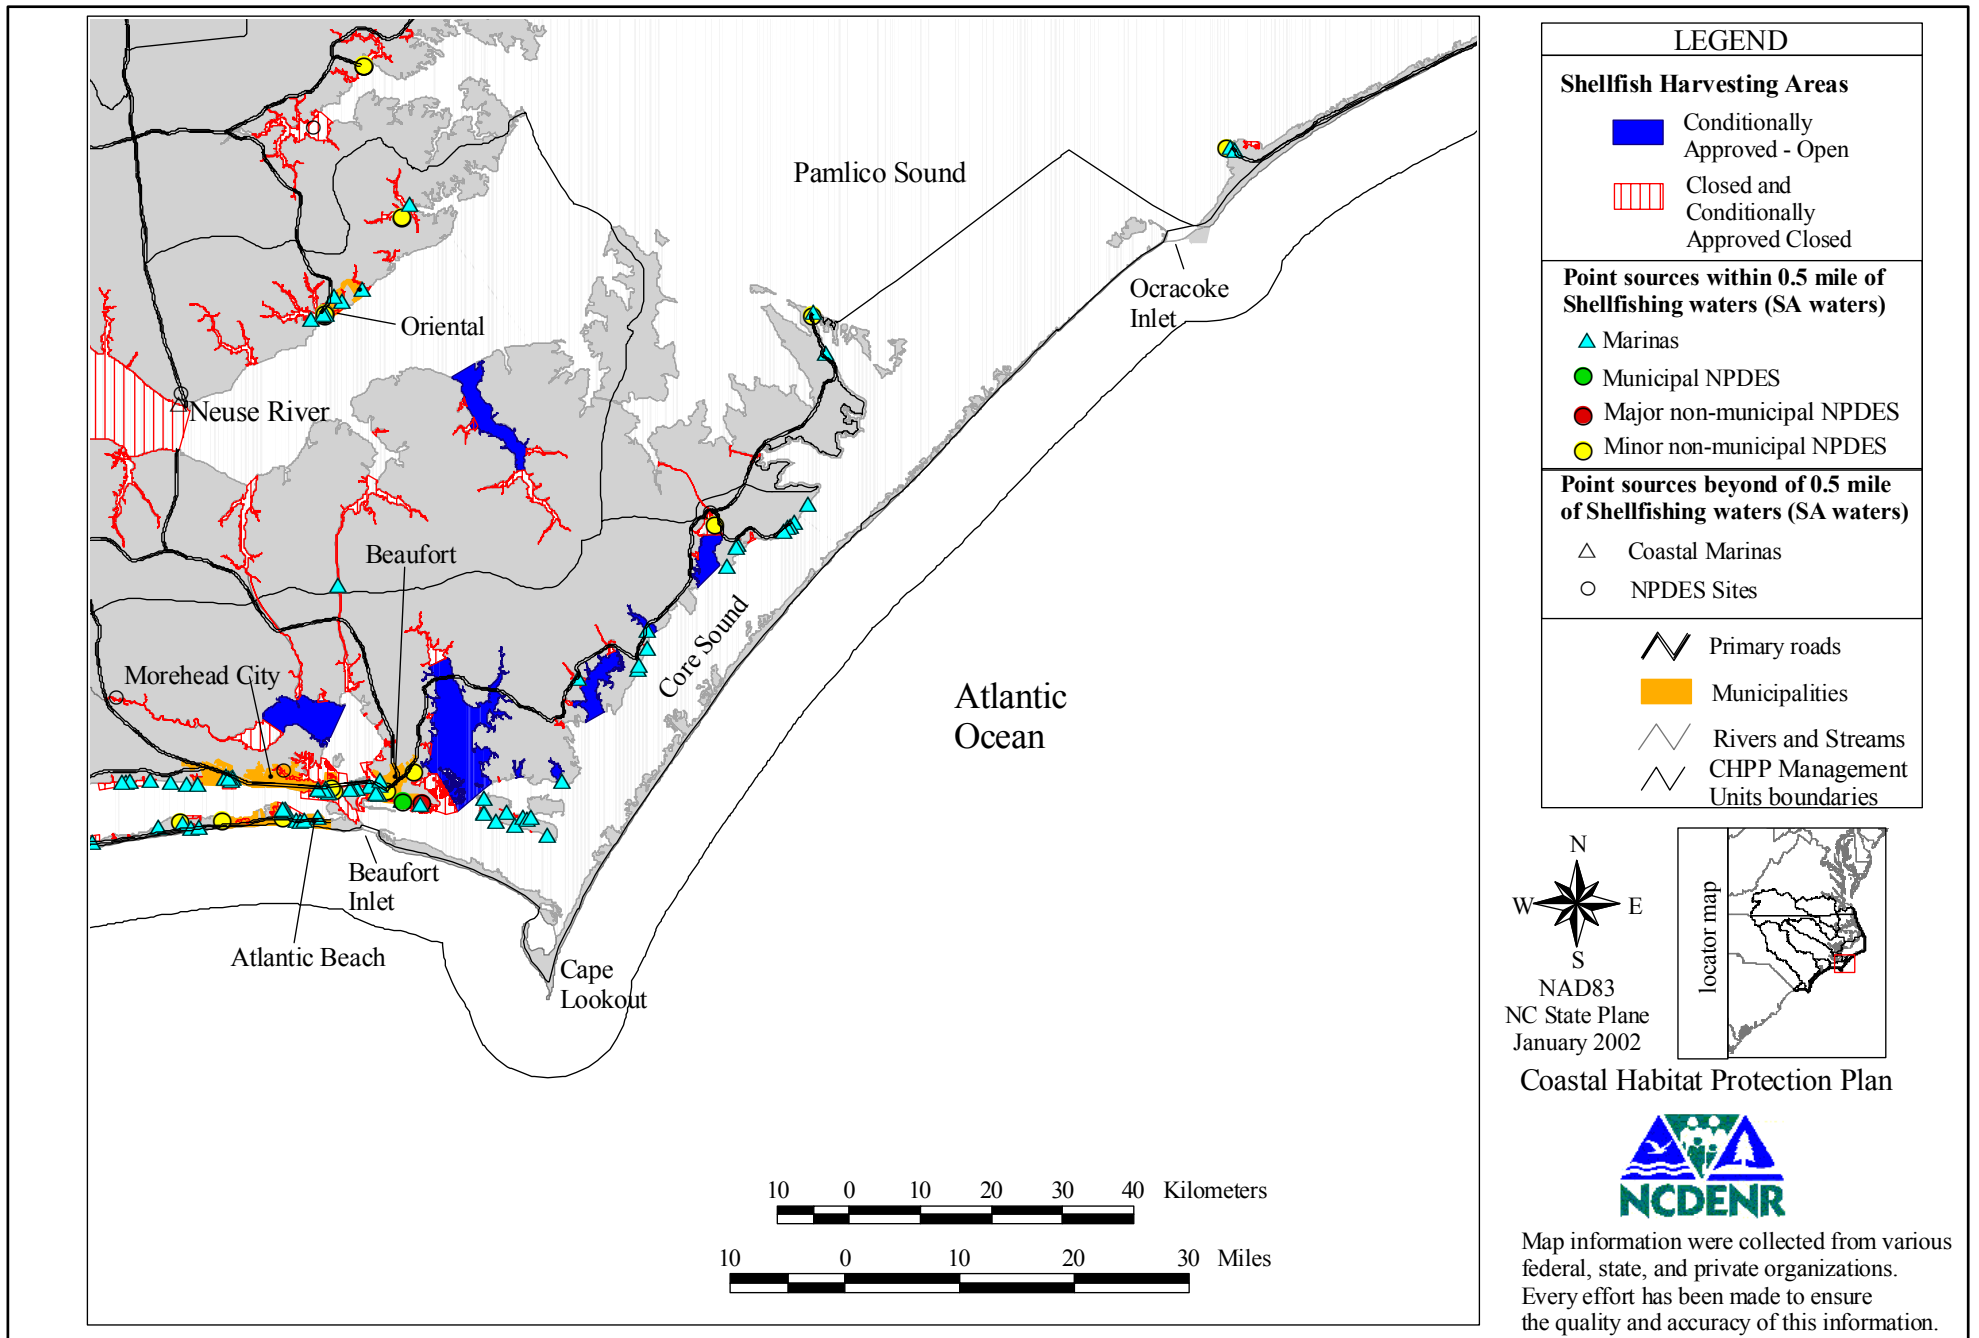 Pamlico Sound
Ocracoke
Inlet
Oriental
Neuse River
Beaufort
Core Sound
Morehead City
Atlantic
Ocean
Beaufort
Inlet
Atlantic Beach
Cape
Lookout
10 0 10 20 30 40 Kilometers
10 0 10 20 30 Miles
LEGEND
Shellfish Harvesting Areas
Conditionally
Approved - Open
Closed and
Conditionally
Approved Closed
Point sources within 0.5 mile of
Shellfishing waters (SA waters)
Marinas
Municipal NPDES
Major non-municipal NPDES
Minor non-municipal NPDES
Point sources beyond of 0.5 mile
of Shellfishing waters (SA waters)
Coastal Marinas
NPDES Sites
Primary roads
Municipalities
Rivers and Streams
CHPP Management
Units boundaries
N
W E
S
locator map
NAD83
NC State Plane
January 2002
Coastal Habitat Protection Plan
NCDENR
Map information were collected from various
federal, state, and private organizations.
Every effort has been made to ensure
the quality and accuracy of this information.